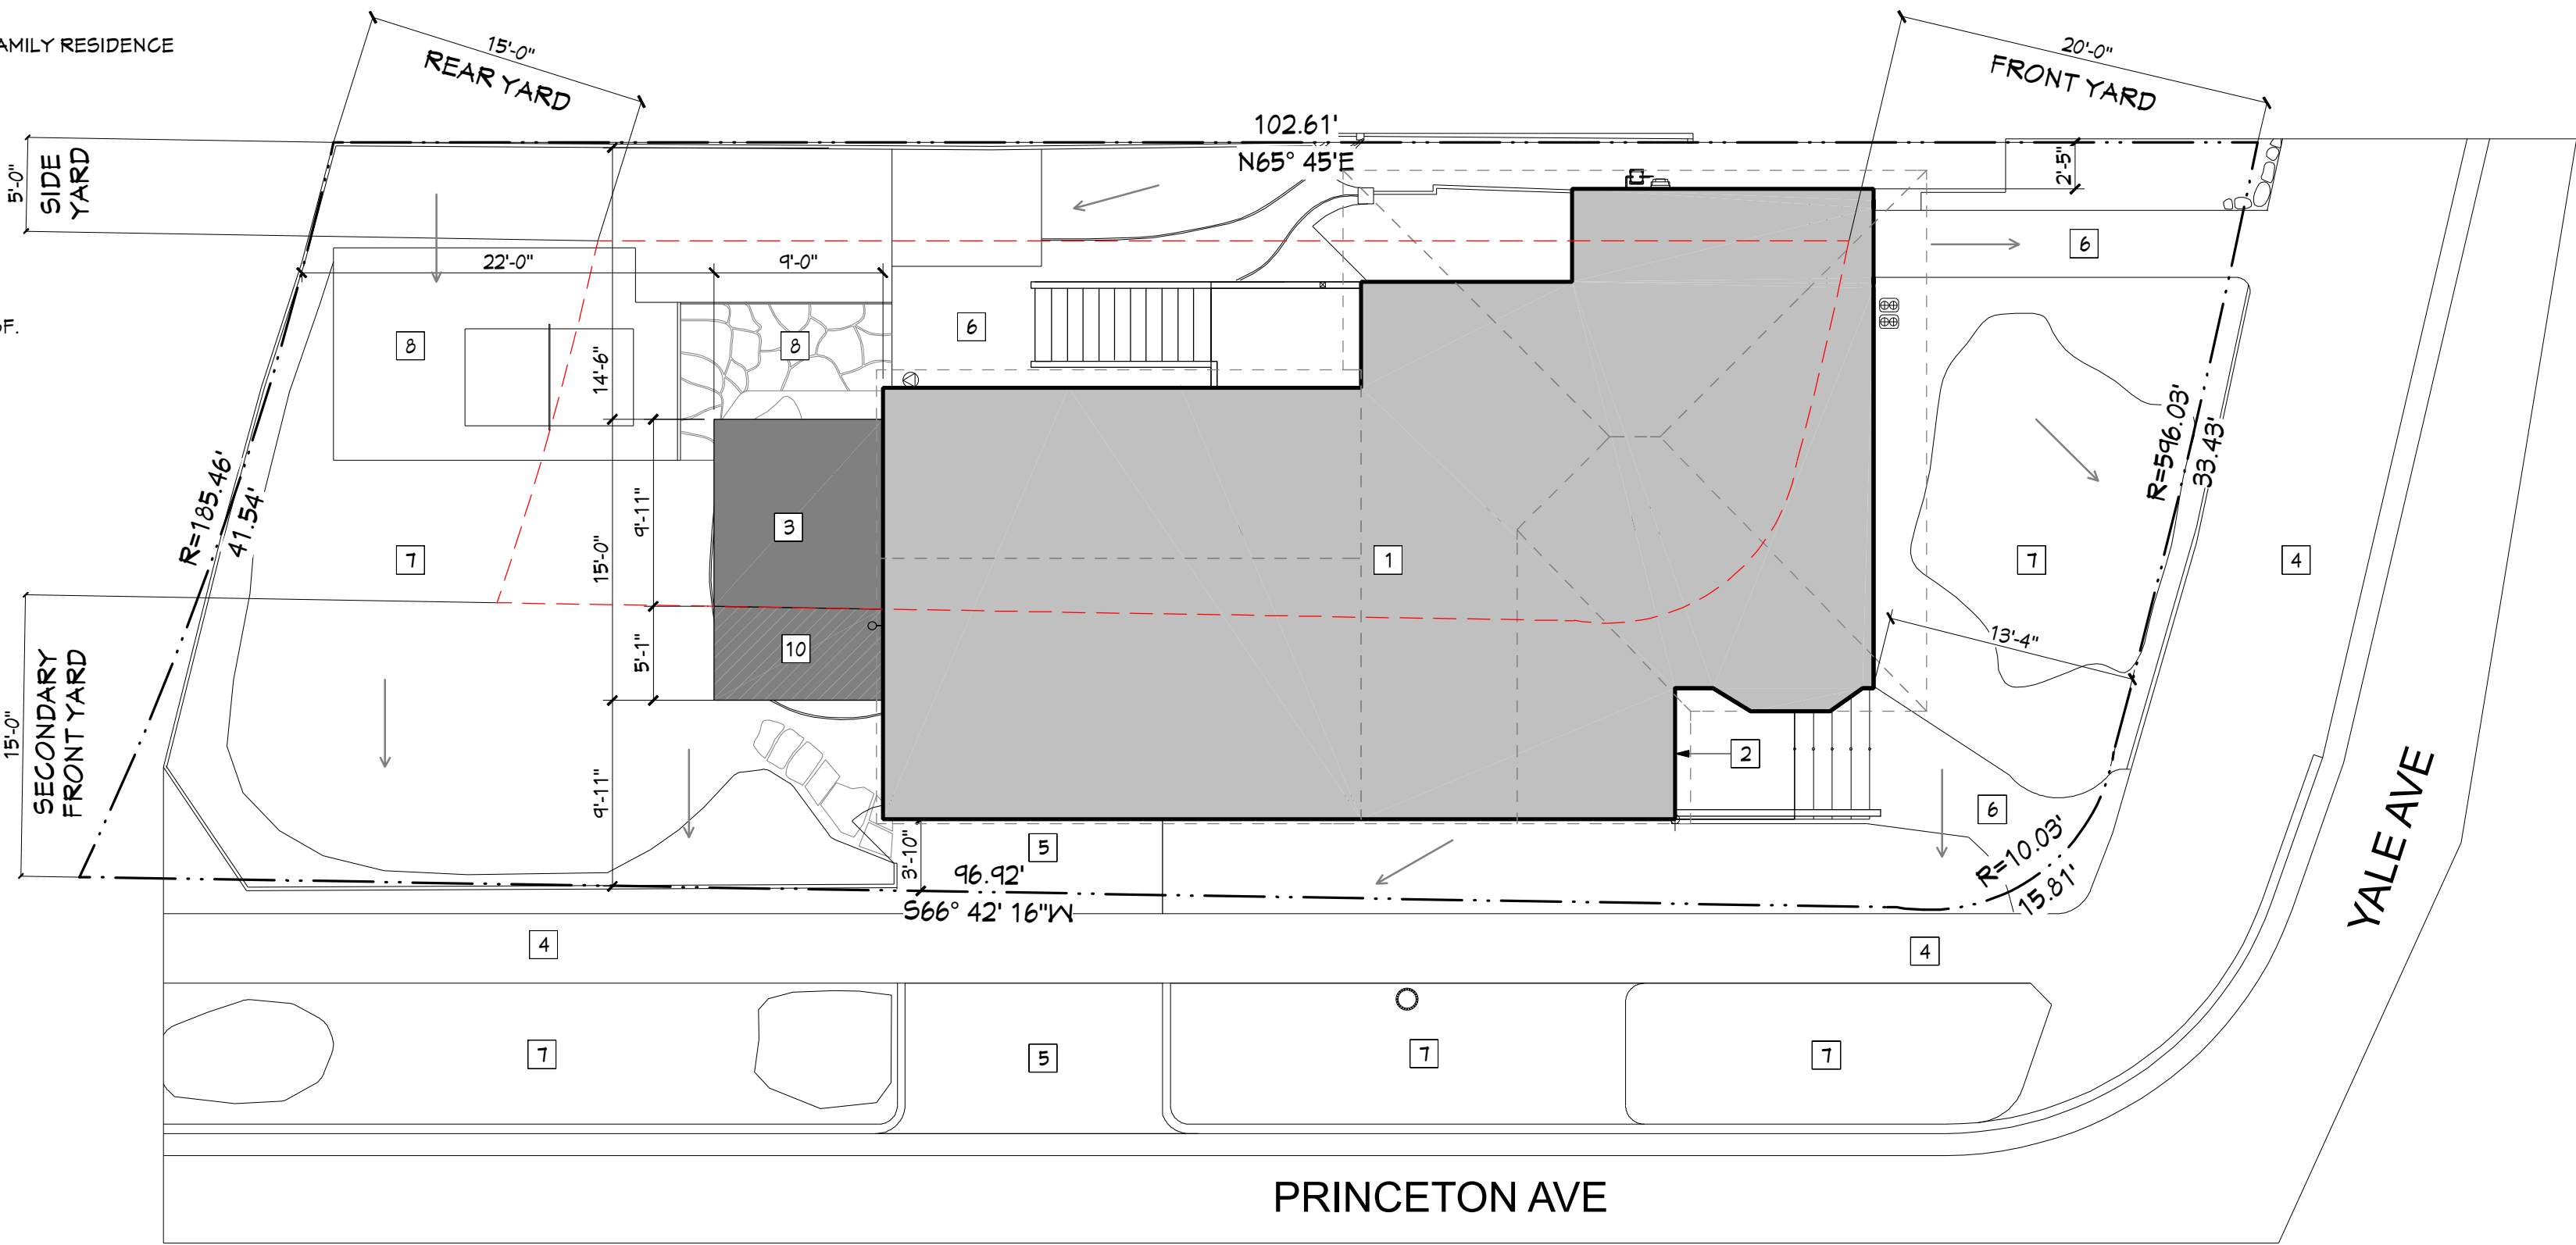 AMILY RESIDENCE
15'-0"
REAR YARD
20'-0"
FRONT YARD
102.61'
N65° 45'E
5'-0"
SIDE
YARD
2'-5"
6
22'-0"
9'-0"
8
8
6
14'-6"
R=185.46'
41.54'
R=596.03'
33.43'
9'-11"
3
15'-0"
7
1
7
4
5'-1"
10
13'-4"
15'-0"
SECONDARY
FRONT YARD
2
9'-11"
3'-10"
5
6
96.92'
S66° 42' 16"W
R=10.03'
15.81'
YALE AVE
4
4
7
5
7
7
PRINCETON AVE